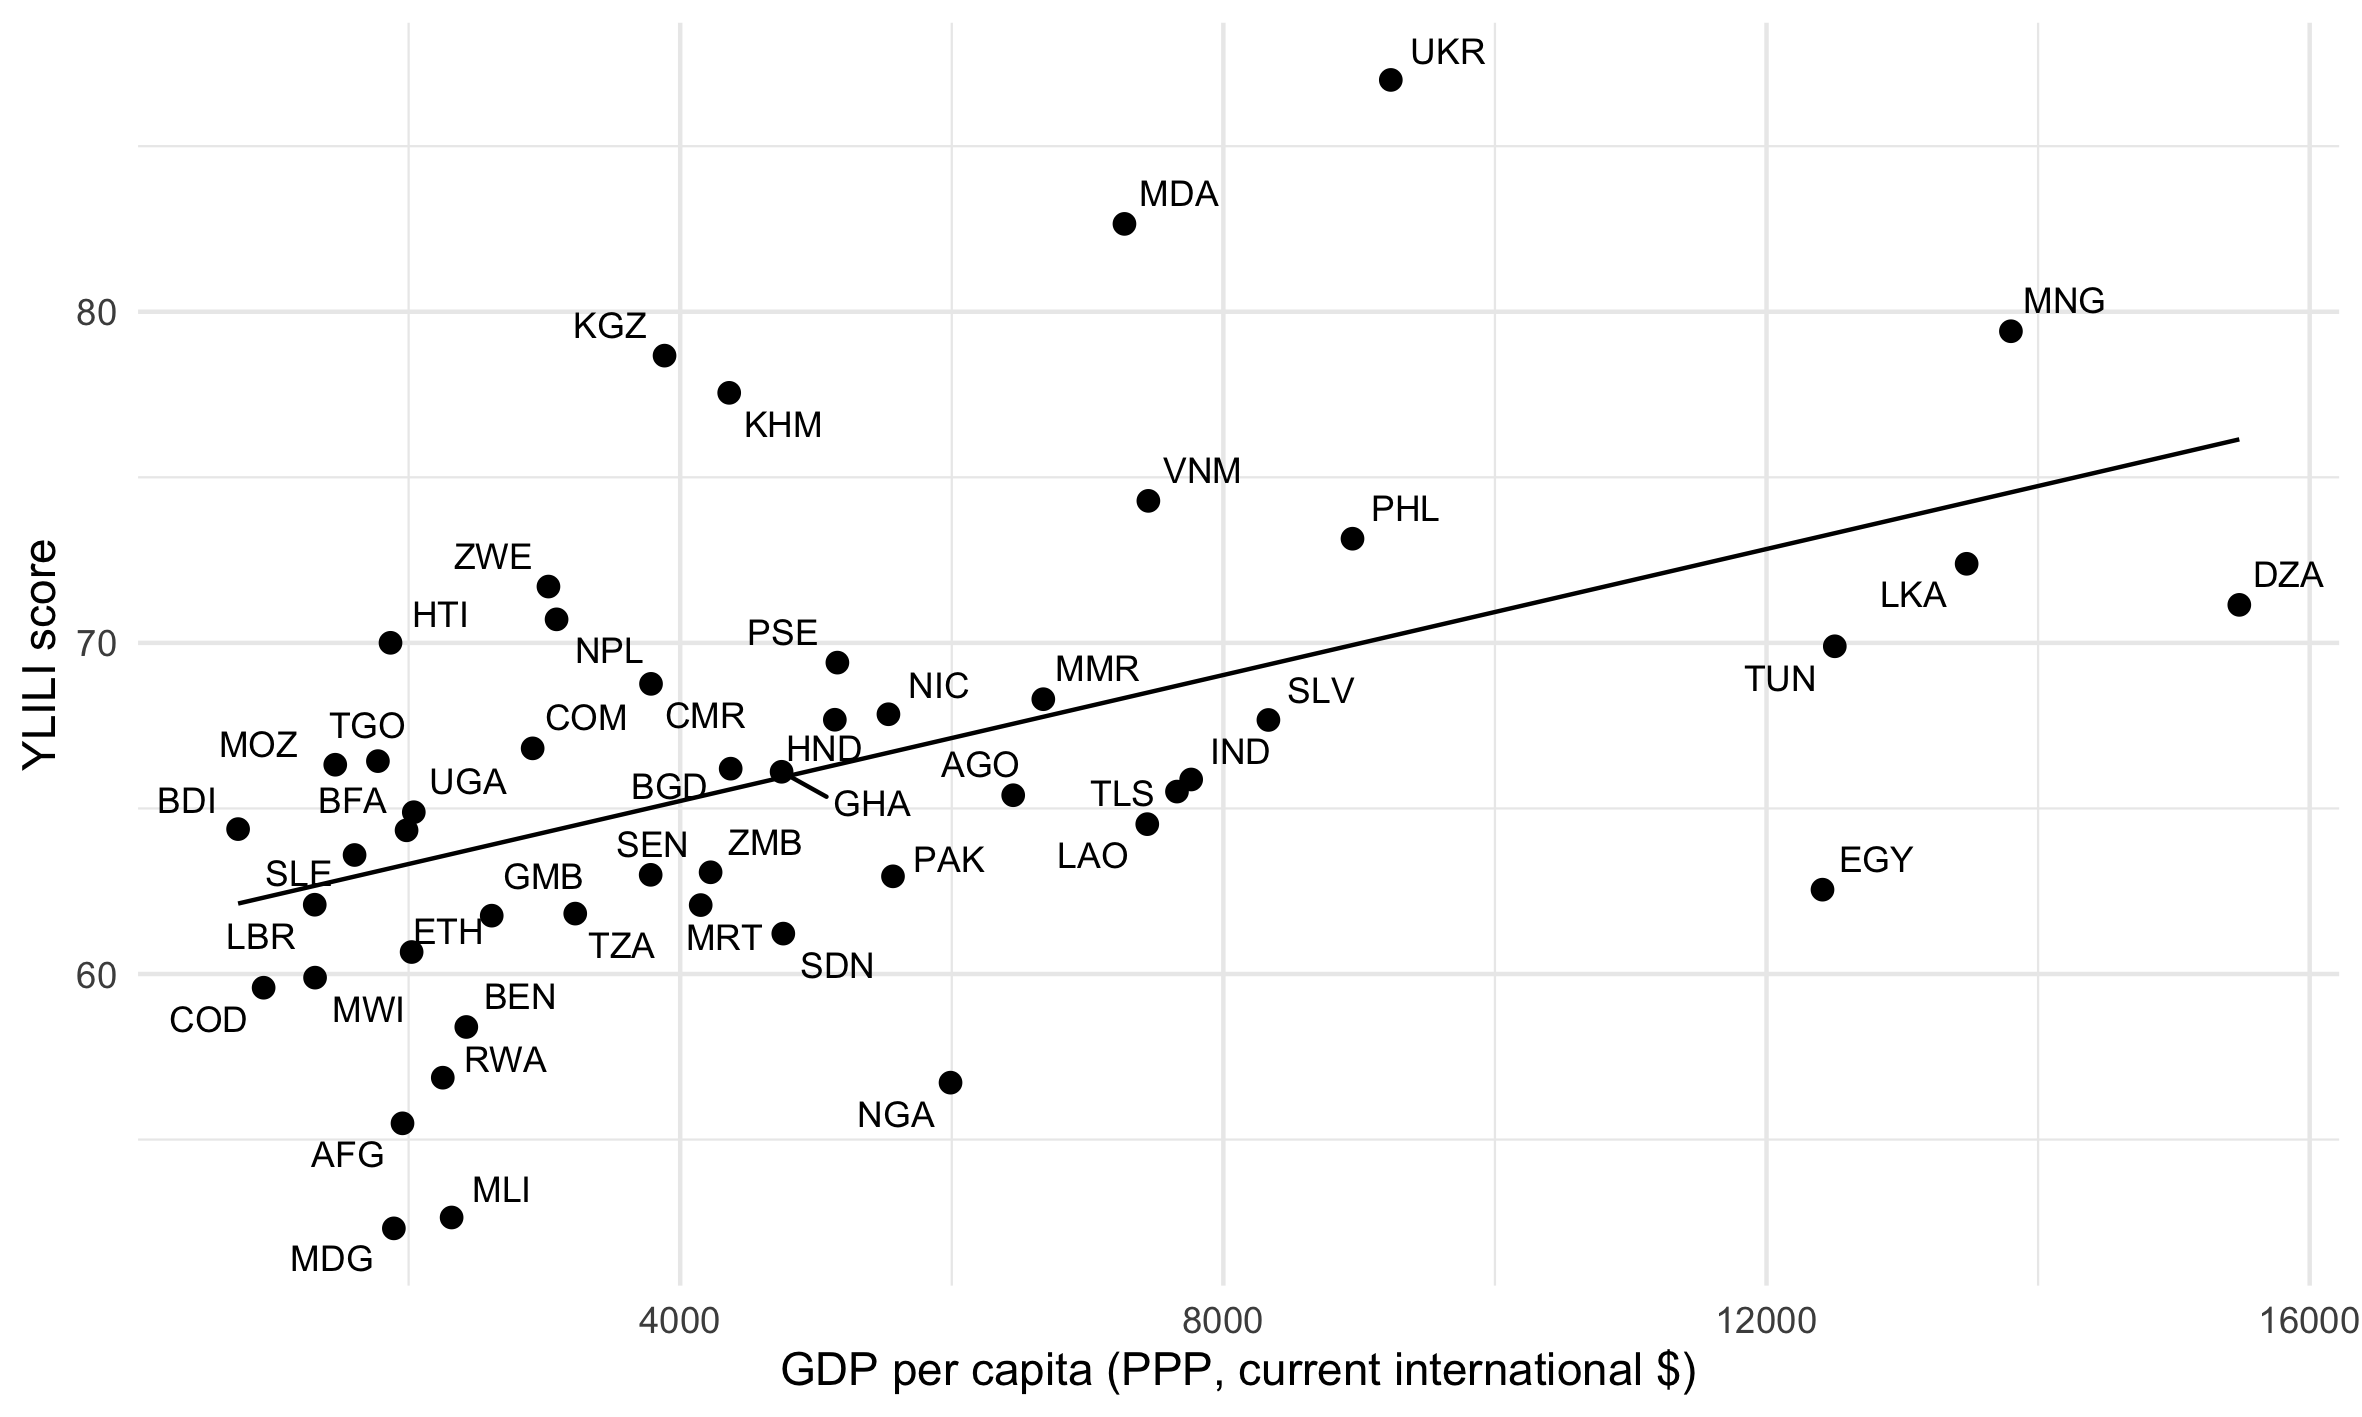 UKR
MDA
MNG
80
KGZ
KHM
VNM
PHL
ZWE
DZA
LKA
HTI
PSE
70
NPL
MMR
TUN
NIC
SLV
COM
CMR
TGO
MOZ
HND
IND
AGO
UGA
BGD
TLS
BDI
BFA
GHA
SEN
ZMB
LAO
PAK
EGY
SLE
GMB
ETH
LBR
MRT
TZA
SDN
60
BEN
MWI
COD
RWA
NGA
AFG
MLI
MDG
YLILI score
4000 8000 12000 16000
GDP per capita (PPP, current international $)